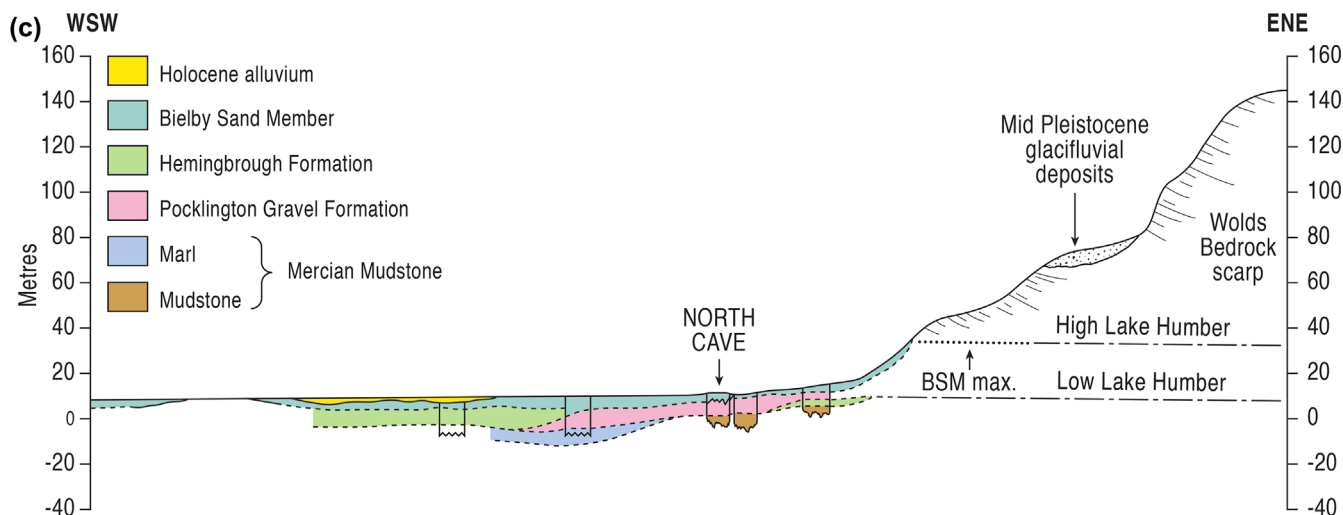 (c)
WSW
ENE
160
140
120
100
80
60
40
20
0
-20
-40
Metres
Holocene alluvium
Bielby Sand Member
Hemingbrough Formation
Pocklington Gravel Formation
Marl
Mudstone
Mercian Mudstone
NORTH
CAVE
Mid Pleistocene
glacifluvial
deposits
Wolds
Bedrock
scarp
High Lake Humber
BSM max.
Low Lake Humber
160
140
120
100
80
60
40
20
0
-20
-40